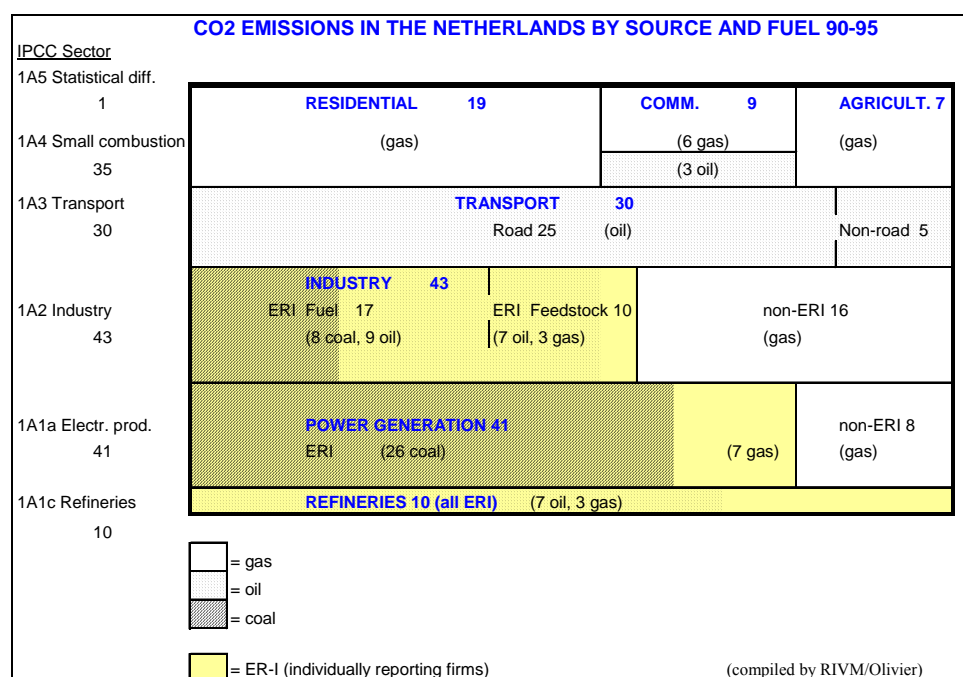 CO2 EMISSIONS IN THE NETHERLANDS BY SOURCE AND FUEL 90-95
IPCC Sector
1A5 Statistical diff.
1 RESIDENTIAL 19 COMM. 9 AGRICULT. 7
1A4 Small combustion (gas) (6 gas) (gas)
35 (3 oil)
1A3 Transport TRANSPORT 30
30 Road 25 (oil) Non-road 5
INDUSTRY 43
1A2 Industry ERI Fuel 17 ERI Feedstock 10 non-ERI 16
43 (8 coal, 9 oil) (7 oil, 3 gas) (gas)
1A1a Electr. prod. POWER GENERATION 41 non-ERI 8
41 ERI (26 coal) (7 gas) (gas)
1A1c Refineries REFINERIES 10 (all ERI) (7 oil, 3 gas)
10
= gas
= oil
= coal
= ER-I (individually reporting firms) (compiled by RIVM/Olivier)